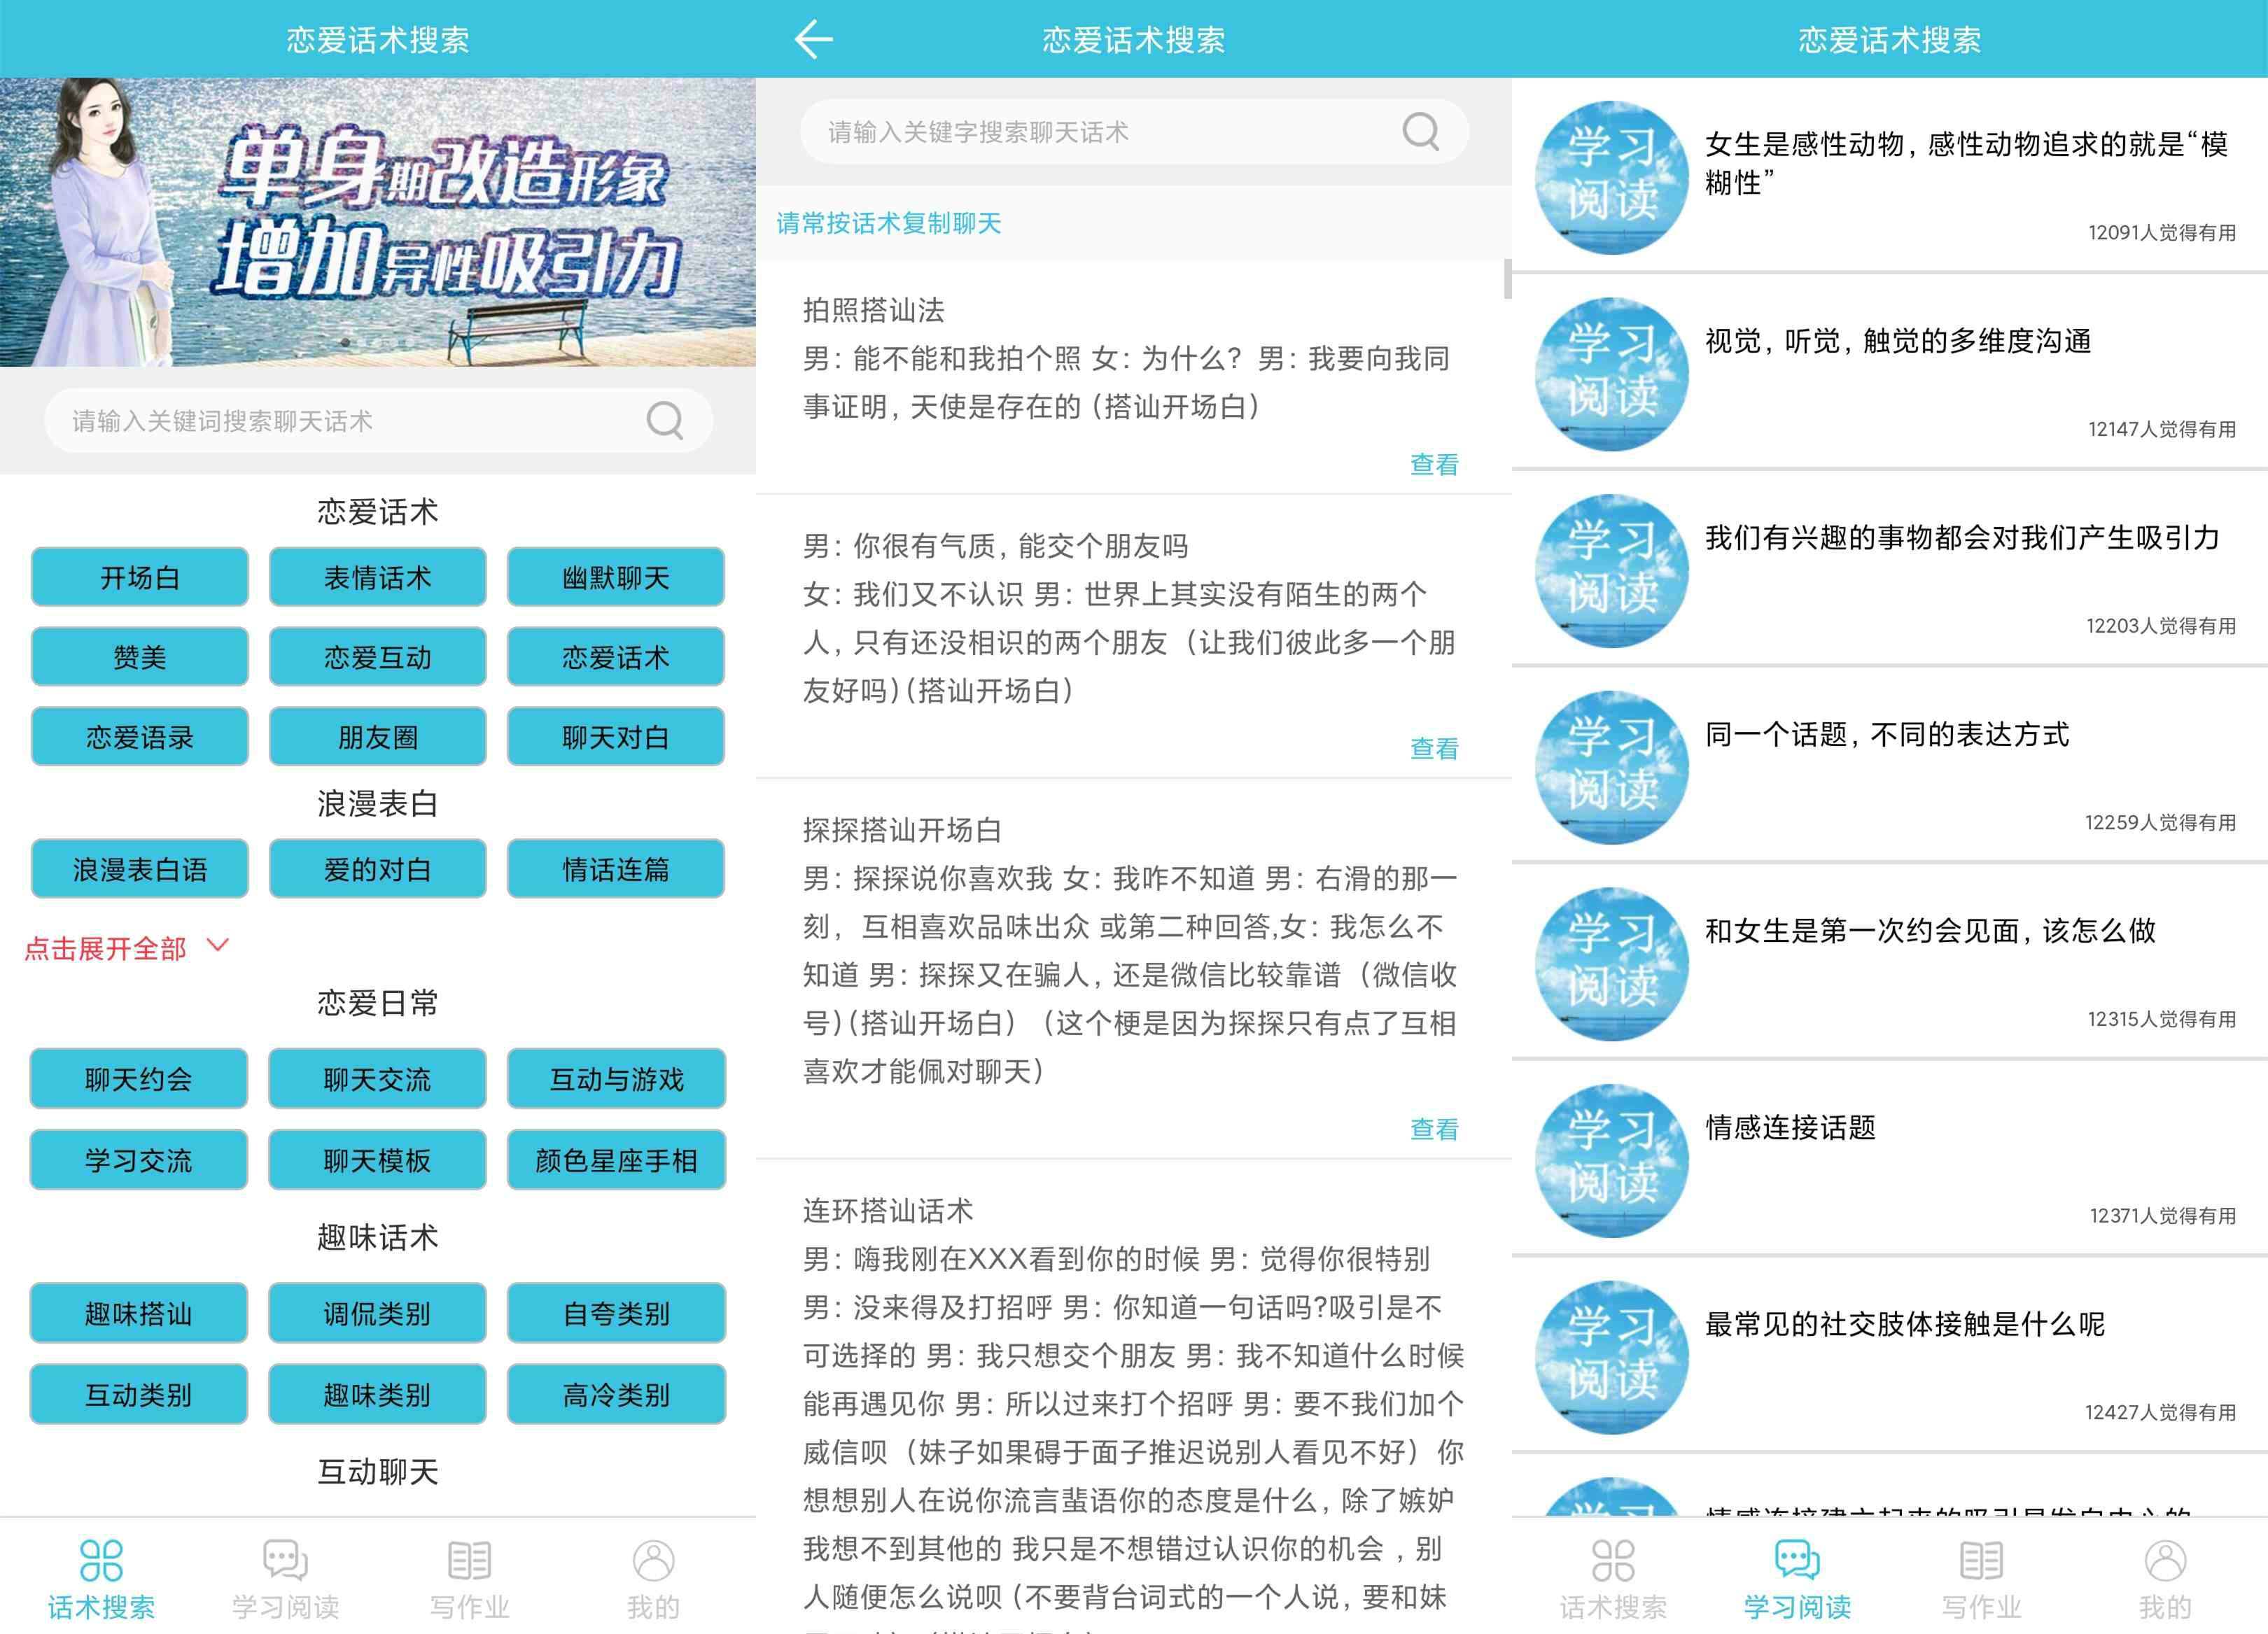 恋爱话术搜索
单身期改造形象
增加异性吸引力
请输入关键词搜索聊天话术
恋爱话术
开场白 表情话术 幽默聊天
赞美 恋爱互动 恋爱话术
恋爱语录 朋友圈 聊天对白
浪漫表白
浪漫表白语 爱的对白 情话连篇
点击展开全部
恋爱日常
聊天约会 聊天交流 互动与游戏
学习交流 聊天模板 颜色星座手相
趣味话术
趣味搭讪 调侃类别 自夸类别
互动类别 趣味类别 高冷类别
互动聊天
话术搜索 学习阅读 写作业 我的
恋爱话术搜索
请输入关键字搜索聊天话术
请常按话术复制聊天
拍照搭讪法
男：能不能和我拍个照 女：为什么？男：我要向我同
事证明，天使是存在的（搭讪开场白）
查看
男：你很有气质，能交个朋友吗
女：我们又不认识 男：世界上其实没有陌生的两个
人，只有还没相识的两个朋友（让我们彼此多一个朋
友好吗）（搭讪开场白）
查看
探探搭讪开场白
男：探探说你喜欢我 女：我咋不知道 男：右滑的那一
刻，互相喜欢品味出众 或第二种回答,女：我怎么不
知道 男：探探又在骗人，还是微信比较靠谱（微信收
号）（搭讪开场白）（这个梗是因为探探只有点了互相
喜欢才能佩对聊天）
查看
连环搭讪话术
男：嗨我刚在XXX看到你的时候 男：觉得你很特别
男：没来得及打招呼 男：你知道一句话吗?吸引是不
可选择的 男：我只想交个朋友 男：我不知道什么时候
能再遇见你 男：所以过来打个招呼 男：要不我们加个
威信呗（妹子如果碍于面子推迟说别人看见不好）你
想想别人在说你流言蜚语你的态度是什么，除了嫉妒
我想不到其他的 我只是不想错过认识你的机会 ，别
人随便怎么说呗（不要背台词式的一个人说，要和妹
恋爱话术搜索
学习
阅读
女生是感性动物，感性动物追求的就是“模
糊性”
12091人觉得有用
学习
阅读
视觉，听觉，触觉的多维度沟通
12147人觉得有用
学习
阅读
我们有兴趣的事物都会对我们产生吸引力
12203人觉得有用
学习
阅读
同一个话题，不同的表达方式
12259人觉得有用
学习
阅读
和女生是第一次约会见面，该怎么做
12315人觉得有用
学习
阅读
情感连接话题
12371人觉得有用
学习
阅读
最常见的社交肢体接触是什么呢
12427人觉得有用
话术搜索 学习阅读 写作业 我的